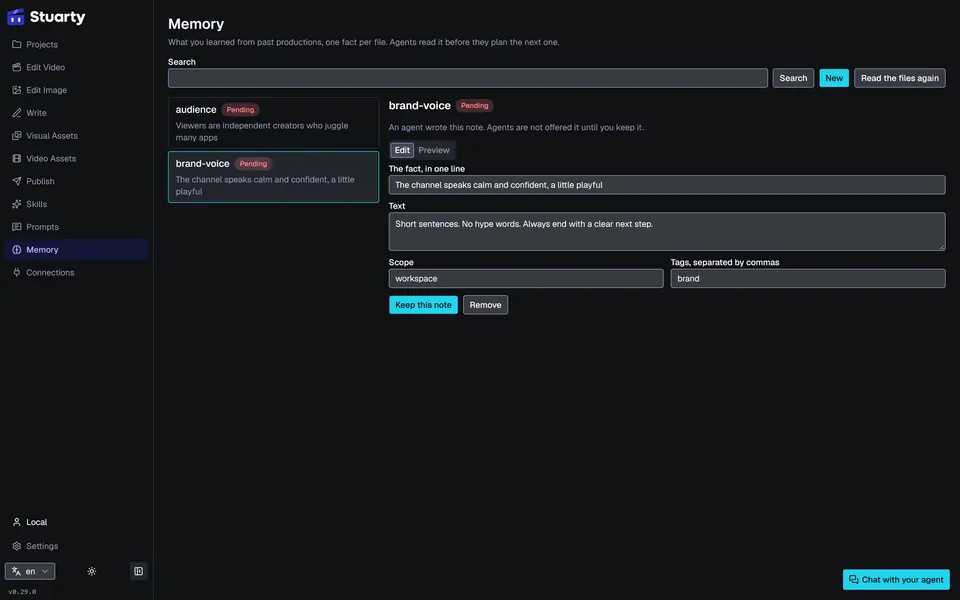 Stuarty
Projects
Edit Video
Edit Image
Write
Visual Assets
Video Assets
Publish
Skills
Prompts
Memory
Connections
Local
Settings
en
v0.29.0
Memory
What you learned from past productions, one fact per file. Agents read it before they plan the next one.
Search
Search
New
Read the files again
audience Pending
Viewers are independent creators who juggle
many apps
brand-voice Pending
The channel speaks calm and confident, a little
playful
brand-voice Pending
An agent wrote this note. Agents are not offered it until you keep it.
Edit Preview
The fact, in one line
The channel speaks calm and confident, a little playful
Text
Short sentences. No hype words. Always end with a clear next step.
Scope
workspace
Tags, separated by commas
brand
Keep this note
Remove
Chat with your agent